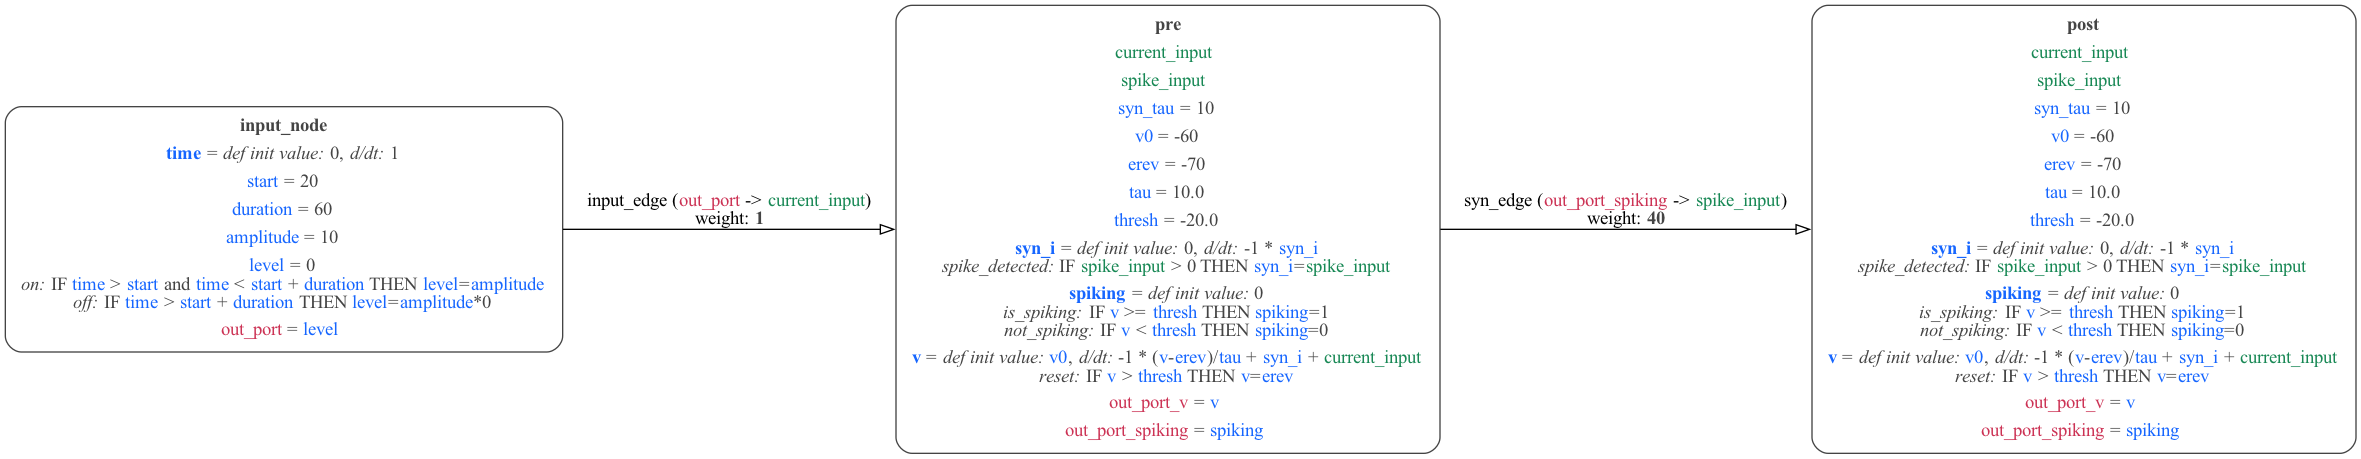 input_node
time = def init value: 0, d/dt: 1
start = 20
duration = 60
amplitude = 10
level = 0
on: IF time > start and time < start + duration THEN level=amplitude
off: IF time > start + duration THEN level=amplitude*0
out_port = level
input_edge (out_port -> current_input)
weight: 1
pre
current_input
spike_input
syn_tau = 10
v0 = -60
erev = -70
tau = 10.0
thresh = -20.0
syn_i = def init value: 0, d/dt: -1 * syn_i
spike_detected: IF spike_input > 0 THEN syn_i=spike_input
spiking = def init value: 0
is_spiking: IF v >= thresh THEN spiking=1
not_spiking: IF v < thresh THEN spiking=0
v = def init value: v0, d/dt: -1 * (v-erev)/tau + syn_i + current_input
reset: IF v > thresh THEN v=erev
out_port_v = v
out_port_spiking = spiking
syn_edge (out_port_spiking -> spike_input)
weight: 40
post
current_input
spike_input
syn_tau = 10
v0 = -60
erev = -70
tau = 10.0
thresh = -20.0
syn_i = def init value: 0, d/dt: -1 * syn_i
spike_detected: IF spike_input > 0 THEN syn_i=spike_input
spiking = def init value: 0
is_spiking: IF v >= thresh THEN spiking=1
not_spiking: IF v < thresh THEN spiking=0
v = def init value: v0, d/dt: -1 * (v-erev)/tau + syn_i + current_input
reset: IF v > thresh THEN v=erev
out_port_v = v
out_port_spiking = spiking